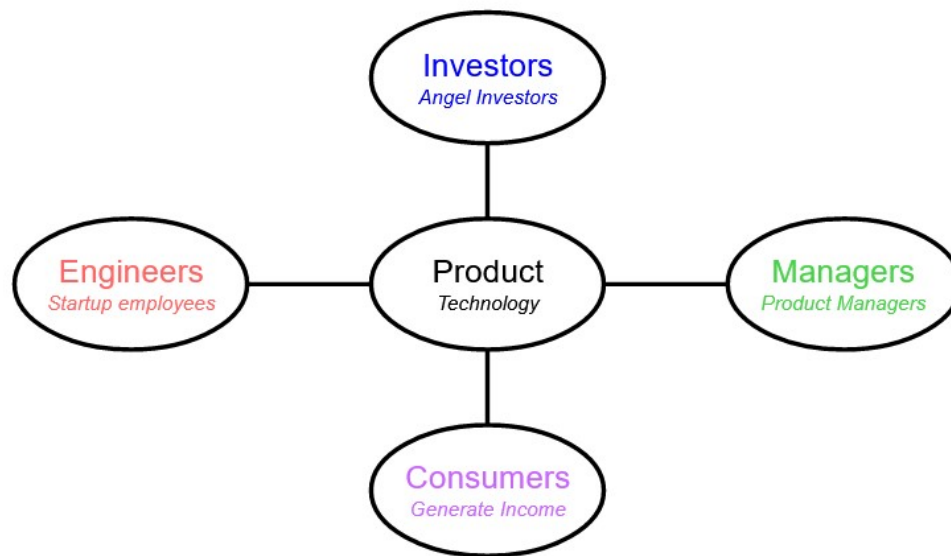 Investors
Angel Investors
Engineers
Startup employees
Product
Technology
Managers
Product Managers
Consumers
Generate Income